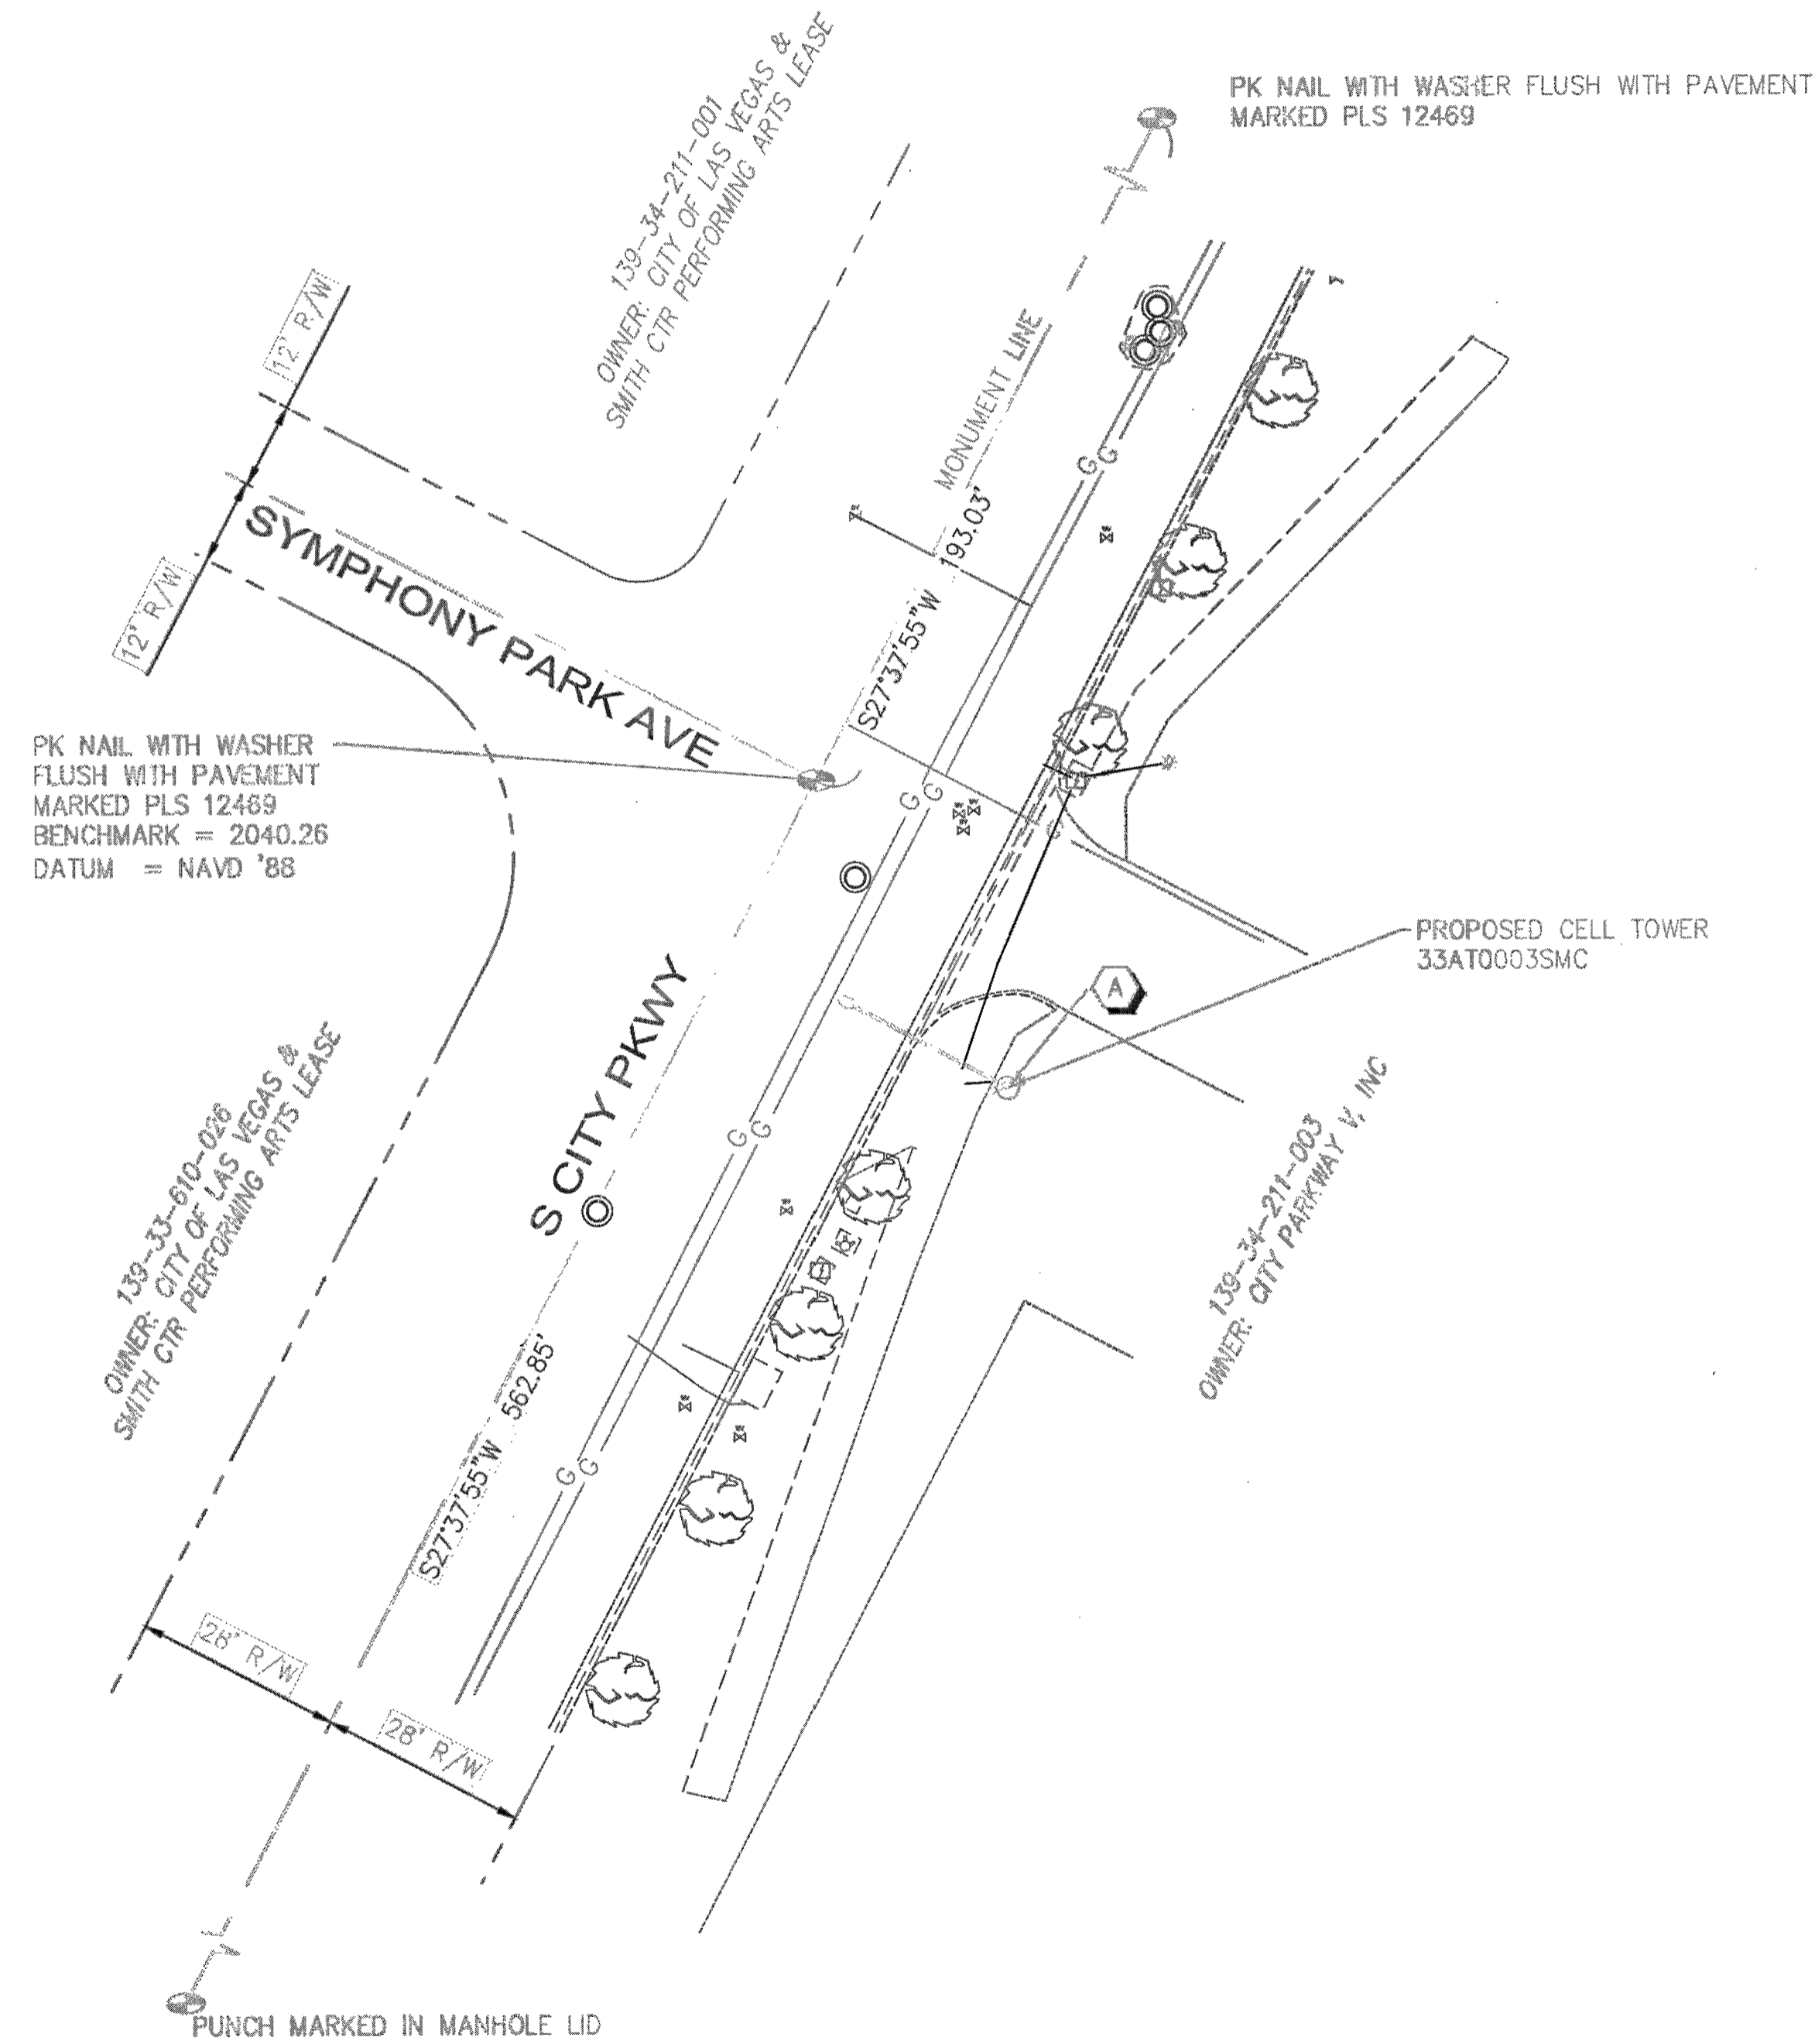 139-34-211-001
OWNER: CITY OF LAS VEGAS &
SMITH CTR PERFORMING ARTS LEASE
PK NAIL WITH WASHER FLUSH WITH PAVEMENT
MARKED PLS 12469
12' R/W
MONUMENT LINE
193.03'
S27°37'55"W
G
G
SYMPHONY PARK AVE
12' R/W
PK NAIL WITH WASHER
FLUSH WITH PAVEMENT
MARKED PLS 12469
BENCHMARK = 2040.26
DATUM = NAVD '88
G
G
PROPOSED CELL TOWER
33AT0003SMC
A
S CITY PKWY
G
G
139-33-610-026
OWNER: CITY OF LAS VEGAS &
SMITH CTR PERFORMING ARTS LEASE
139-34-211-003
OWNER: CITY PARKWAY V, INC
S27°37'55"W 562.85'
G
G
28' R/W
28' R/W
PUNCH MARKED IN MANHOLE LID